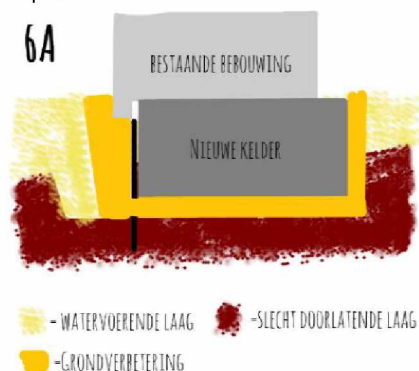 6A
BESTAANDE BEBOUWING
NIEUWE KELDER
= WATERVOERENDE LAAG
=SLECHT DOORLATENDE LAAG
=GRONDVERBETERING